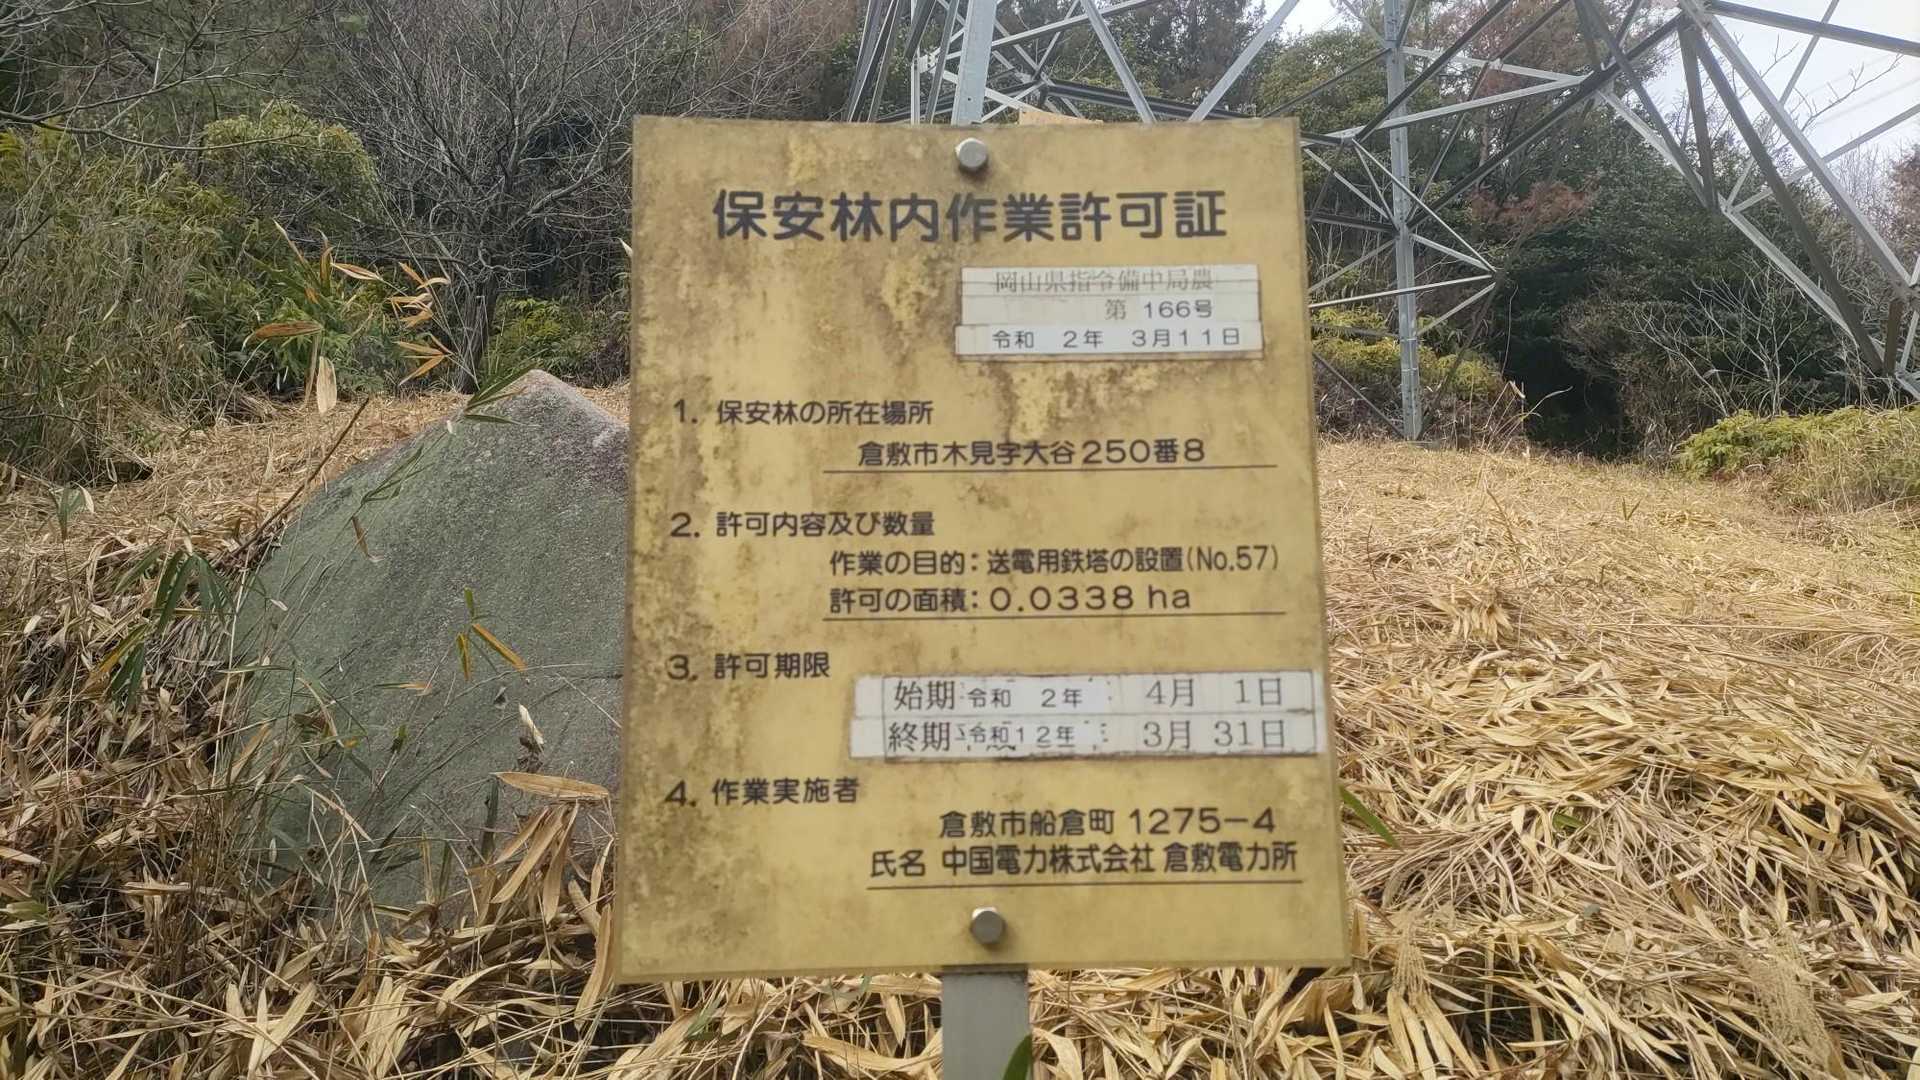 保安林内作業許可証
岡山県指令備中局農
第 166号
令和 2年 3月11日
1. 保安林の所在場所
倉敷市木見字大谷250番8
2. 許可内容及び数量
作業の目的：送電用鉄塔の設置(No.57)
許可の面積：0.0338 ha
3. 許可期限
始期 令和 2年 4月 1日
終期 令和12年 3月 31日
4. 作業実施者
倉敷市船倉町 1275-4
氏名 中国電力株式会社 倉敷電力所